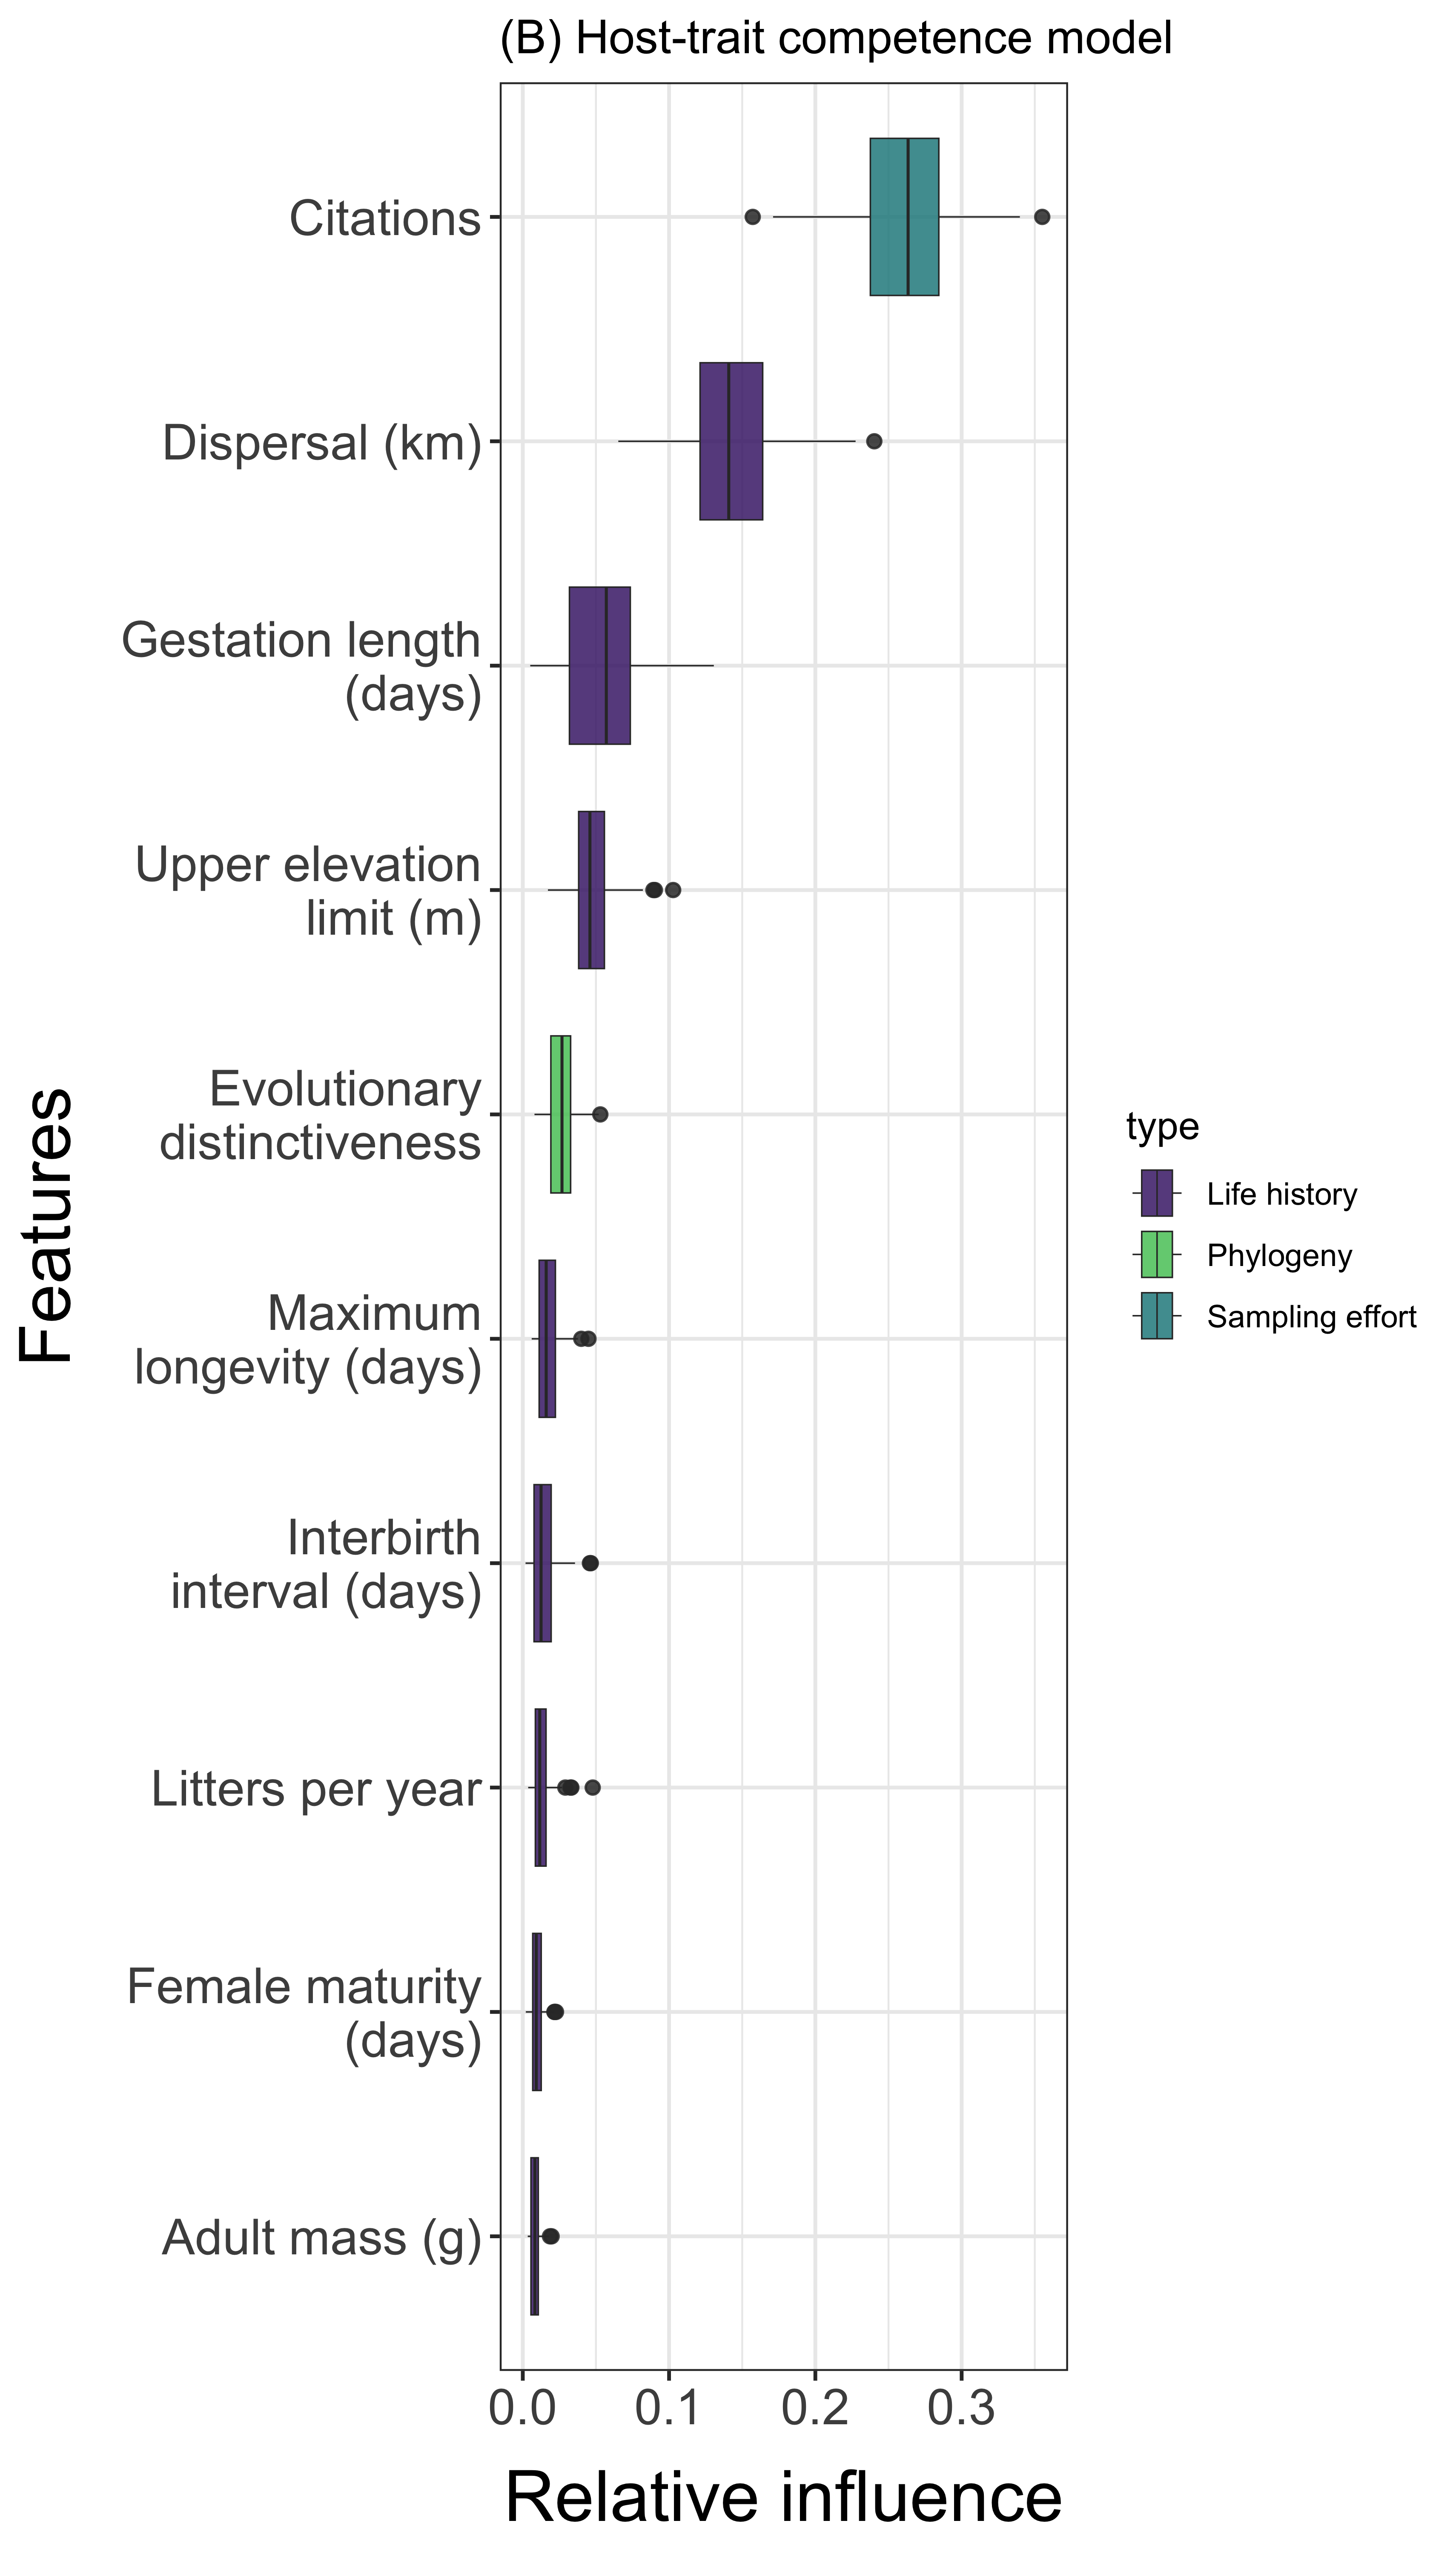 (B) Host-trait competence model
Citations
Dispersal (km)
Gestation length
(days)
Upper elevation
limit (m)
Evolutionary
distinctiveness
Maximum
longevity (days)
Interbirth
interval (days)
Litters per year
Female maturity
(days)
Adult mass (g)
Features
0.0 0.1 0.2 0.3
Relative influence
type
Life history
Phylogeny
Sampling effort